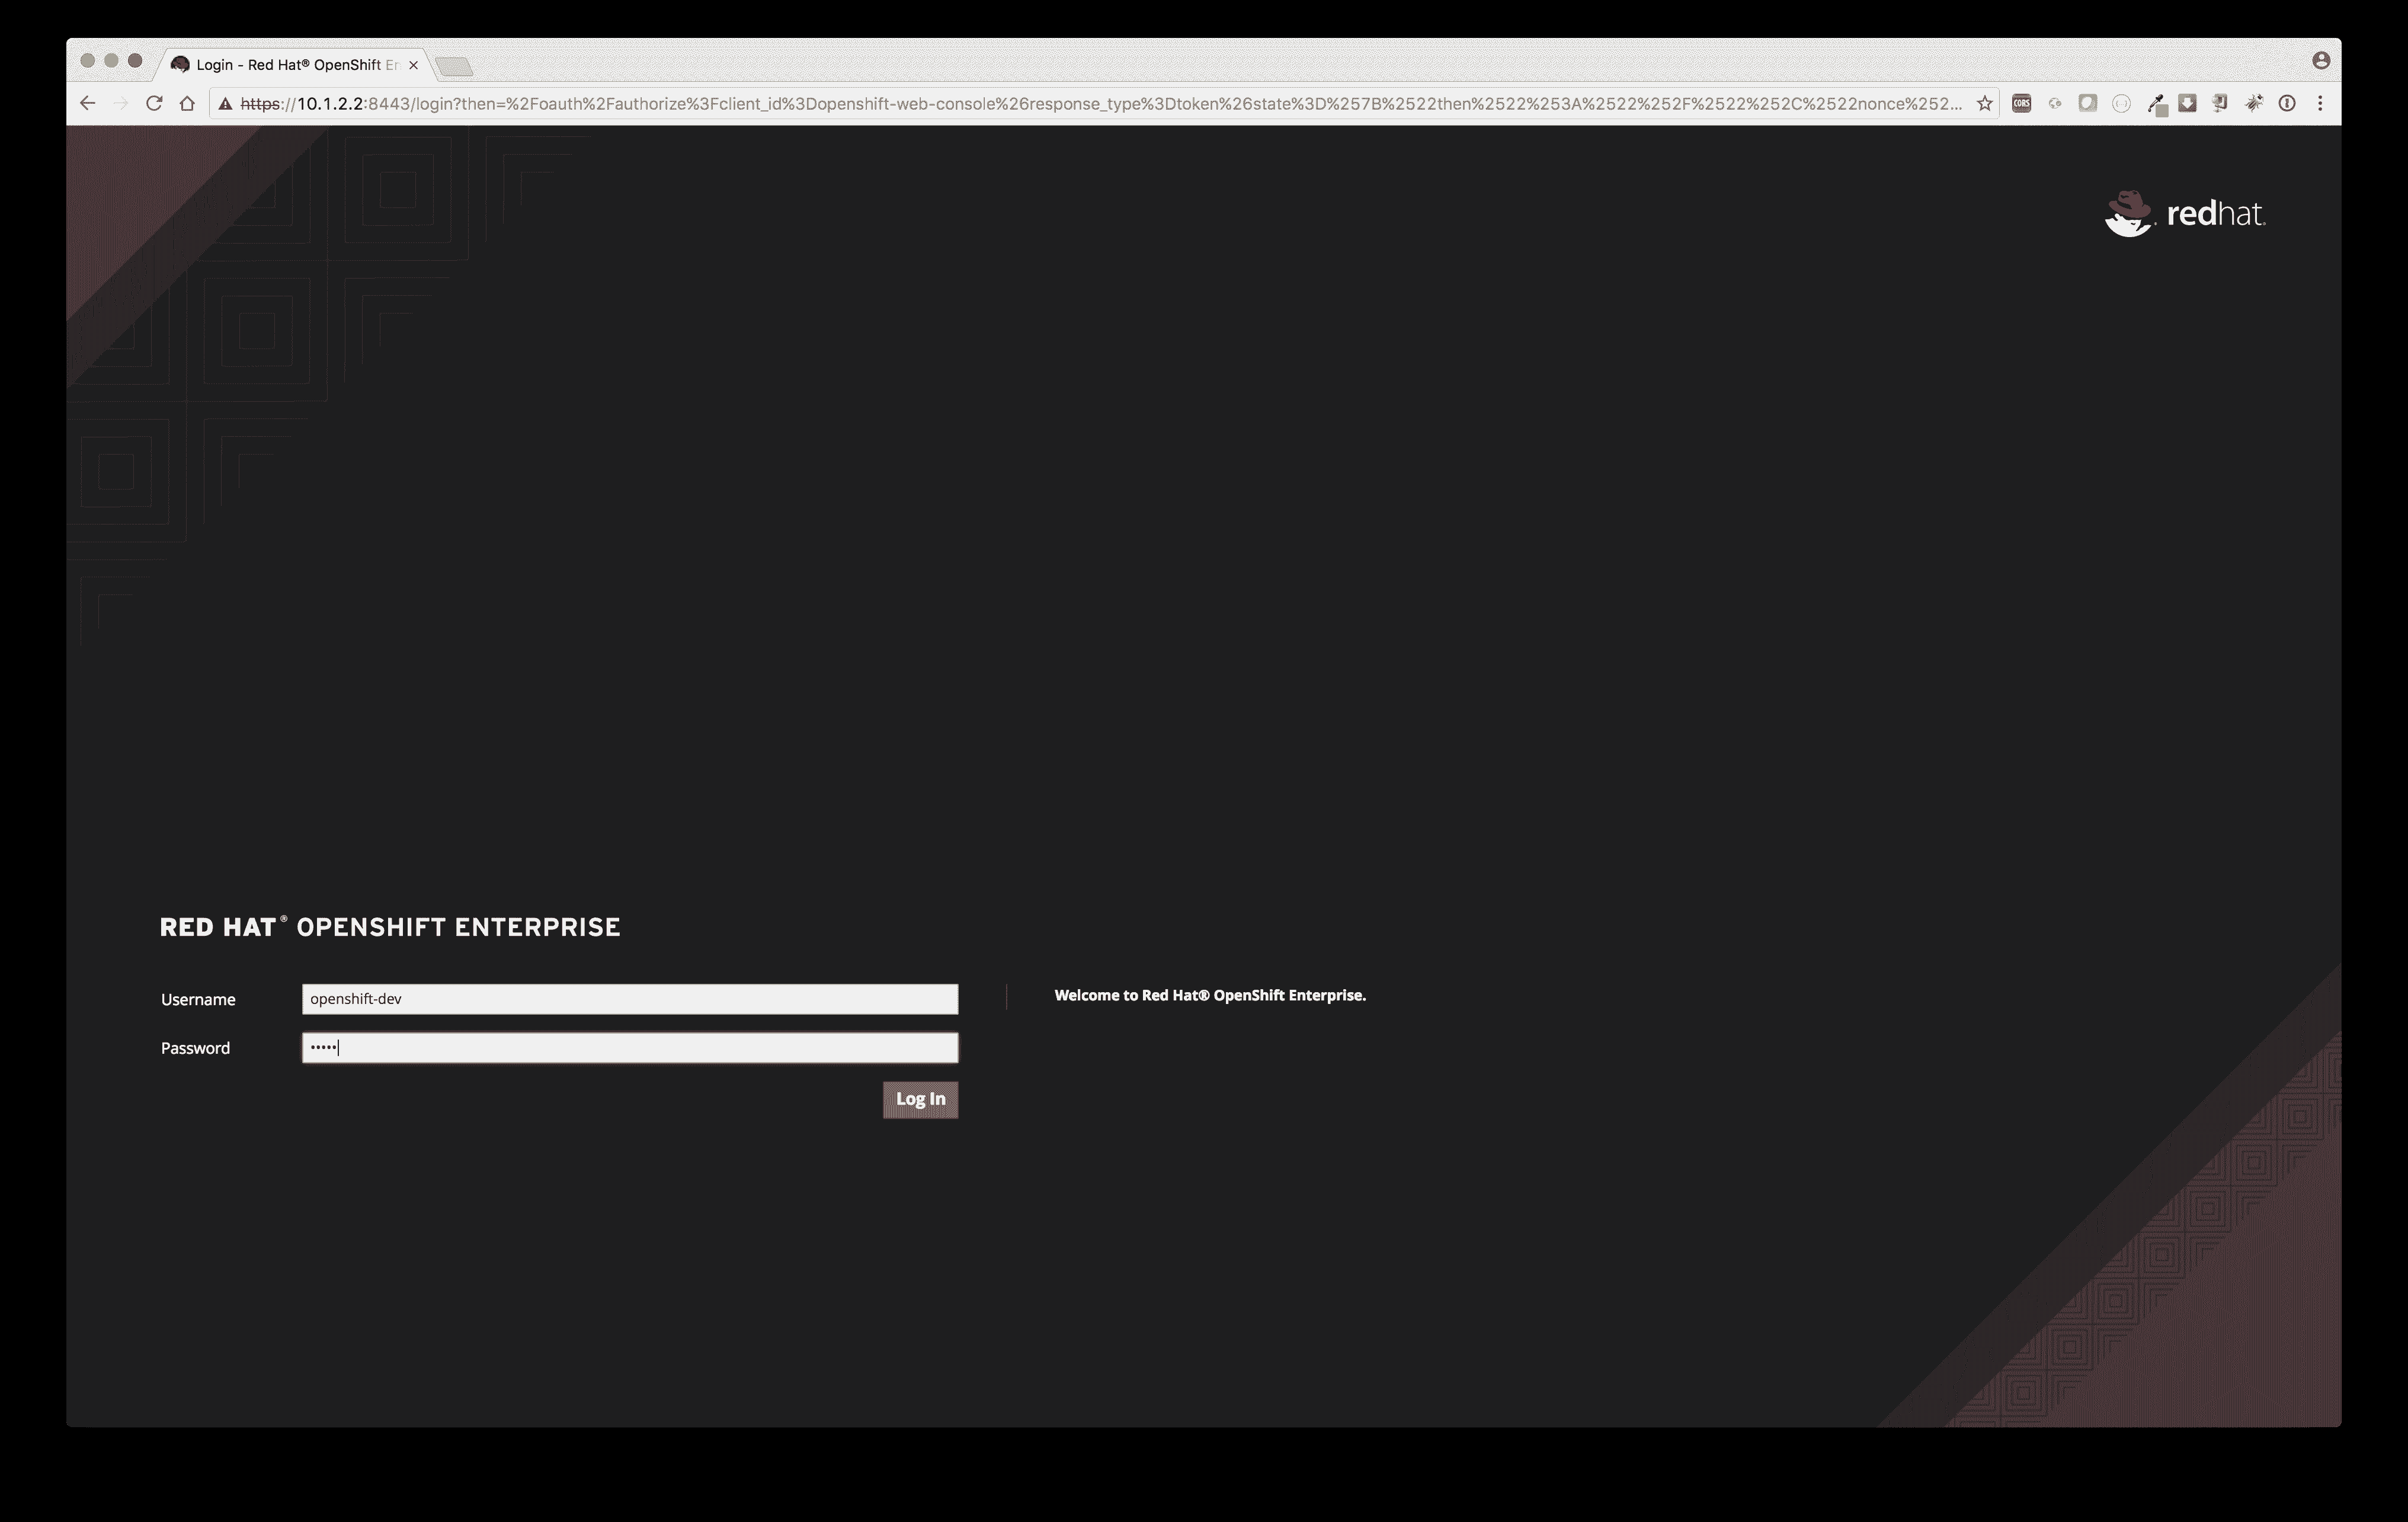 Login - Red Hat® OpenShift En
https://10.1.2.2:8443/login?then=%2Foauth%2Fauthorize%3Fclient_id%3Dopenshift-web-console%26response_type%3Dtoken%26state%3D%257B%2522then%2522%253A%2522%252F%2522%252C%2522nonce%252...
CORS
redhat.
RED HAT® OPENSHIFT ENTERPRISE
Username openshift-dev
Welcome to Red Hat® OpenShift Enterprise.
Password •••••
Log In